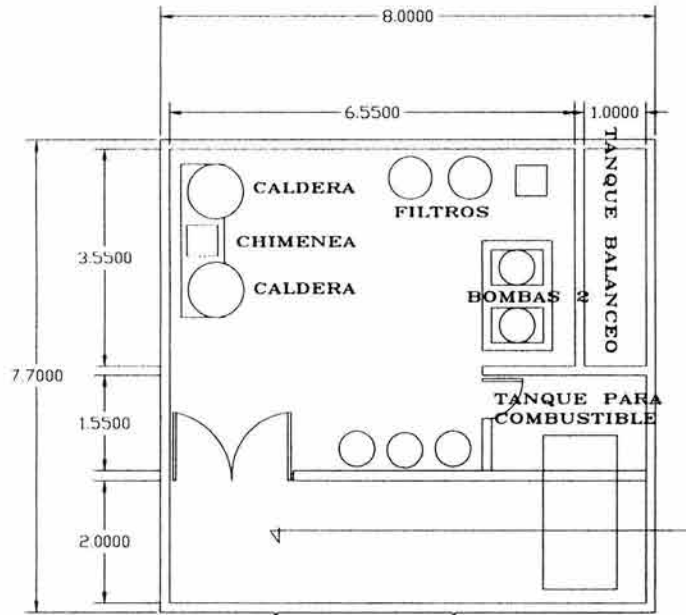 8.0000
6.5500
1.0000
TANQUE BALANCEO
CALDERA
FILTROS
CHIMENEA
3.5500
CALDERA
BOMBAS 2
7.7000
1.5500
TANQUE PARA
COMBUSTIBLE
2.0000